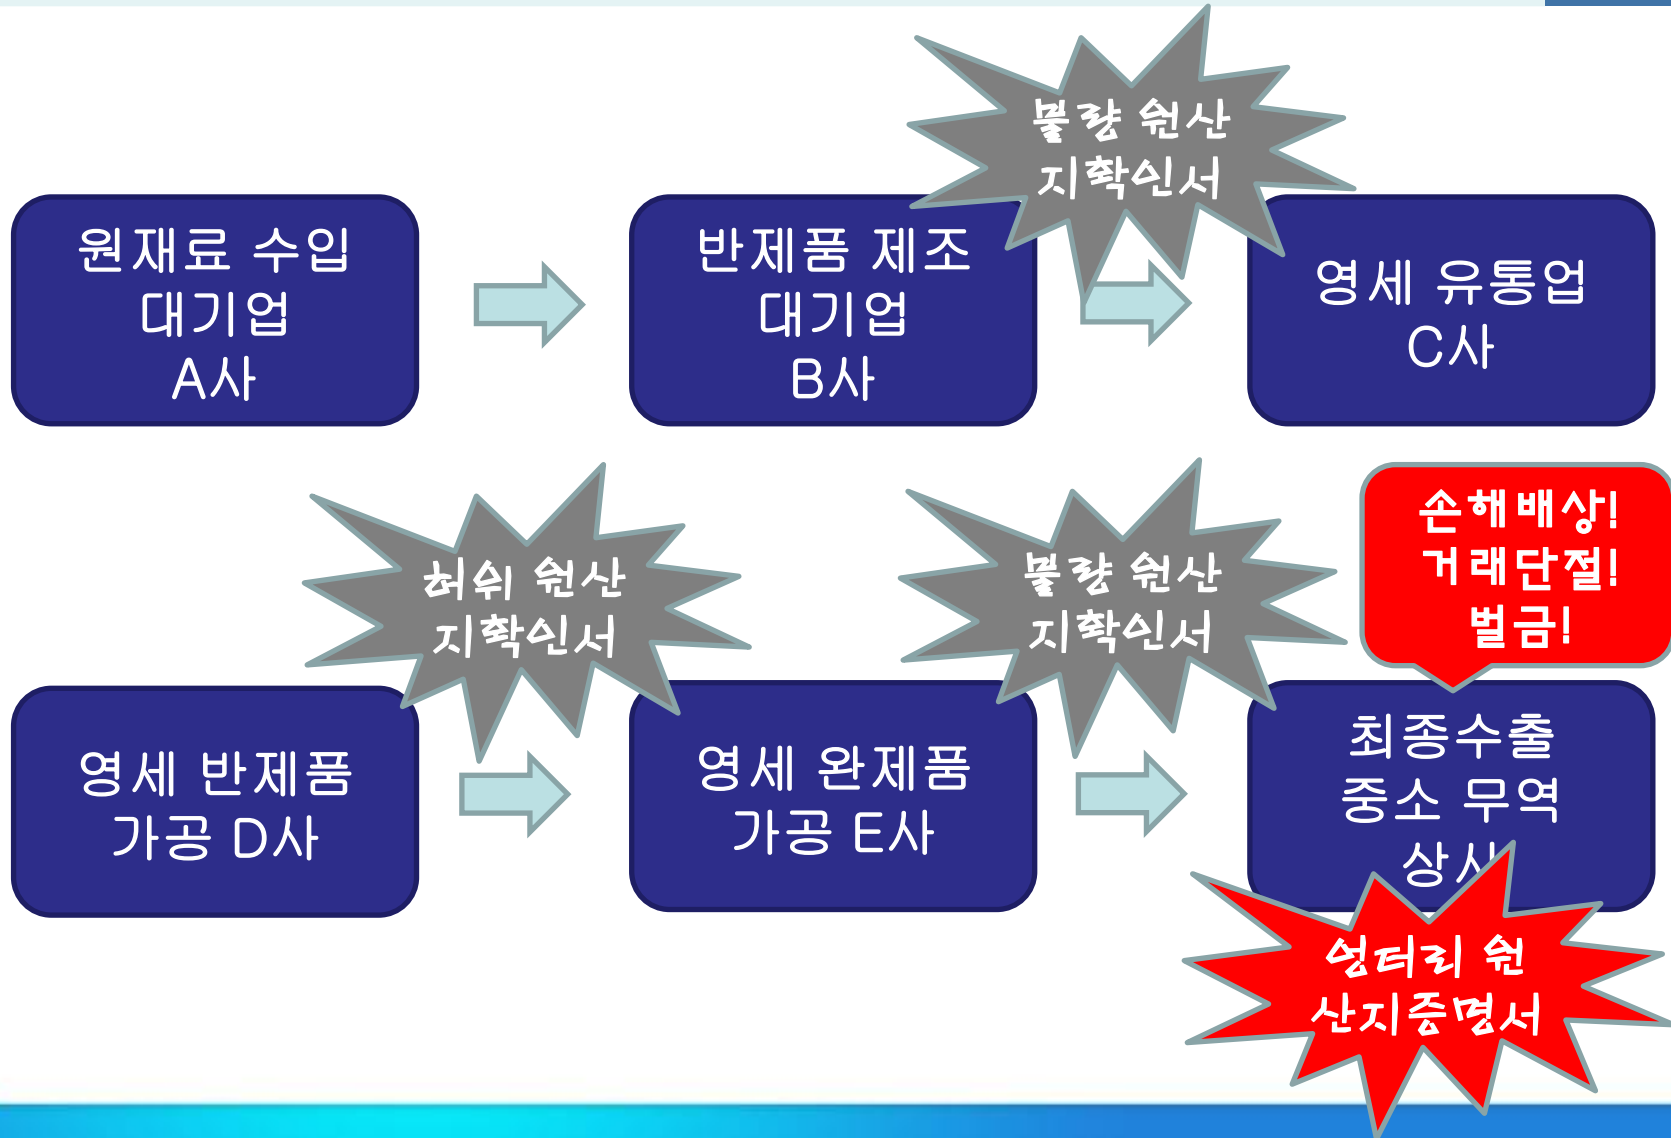 불량 원산
지확인서
원재료 수입
대기업
A사
반제품 제조
대기업
B사
영세 유통업
C사
허위 원산
지확인서
불량 원산
지확인서
손해배상!
거래단절!
벌금!
영세 반제품
가공 D사
영세 완제품
가공 E사
최종수출
중소 무역
상사
엉터리 원
산지증명서